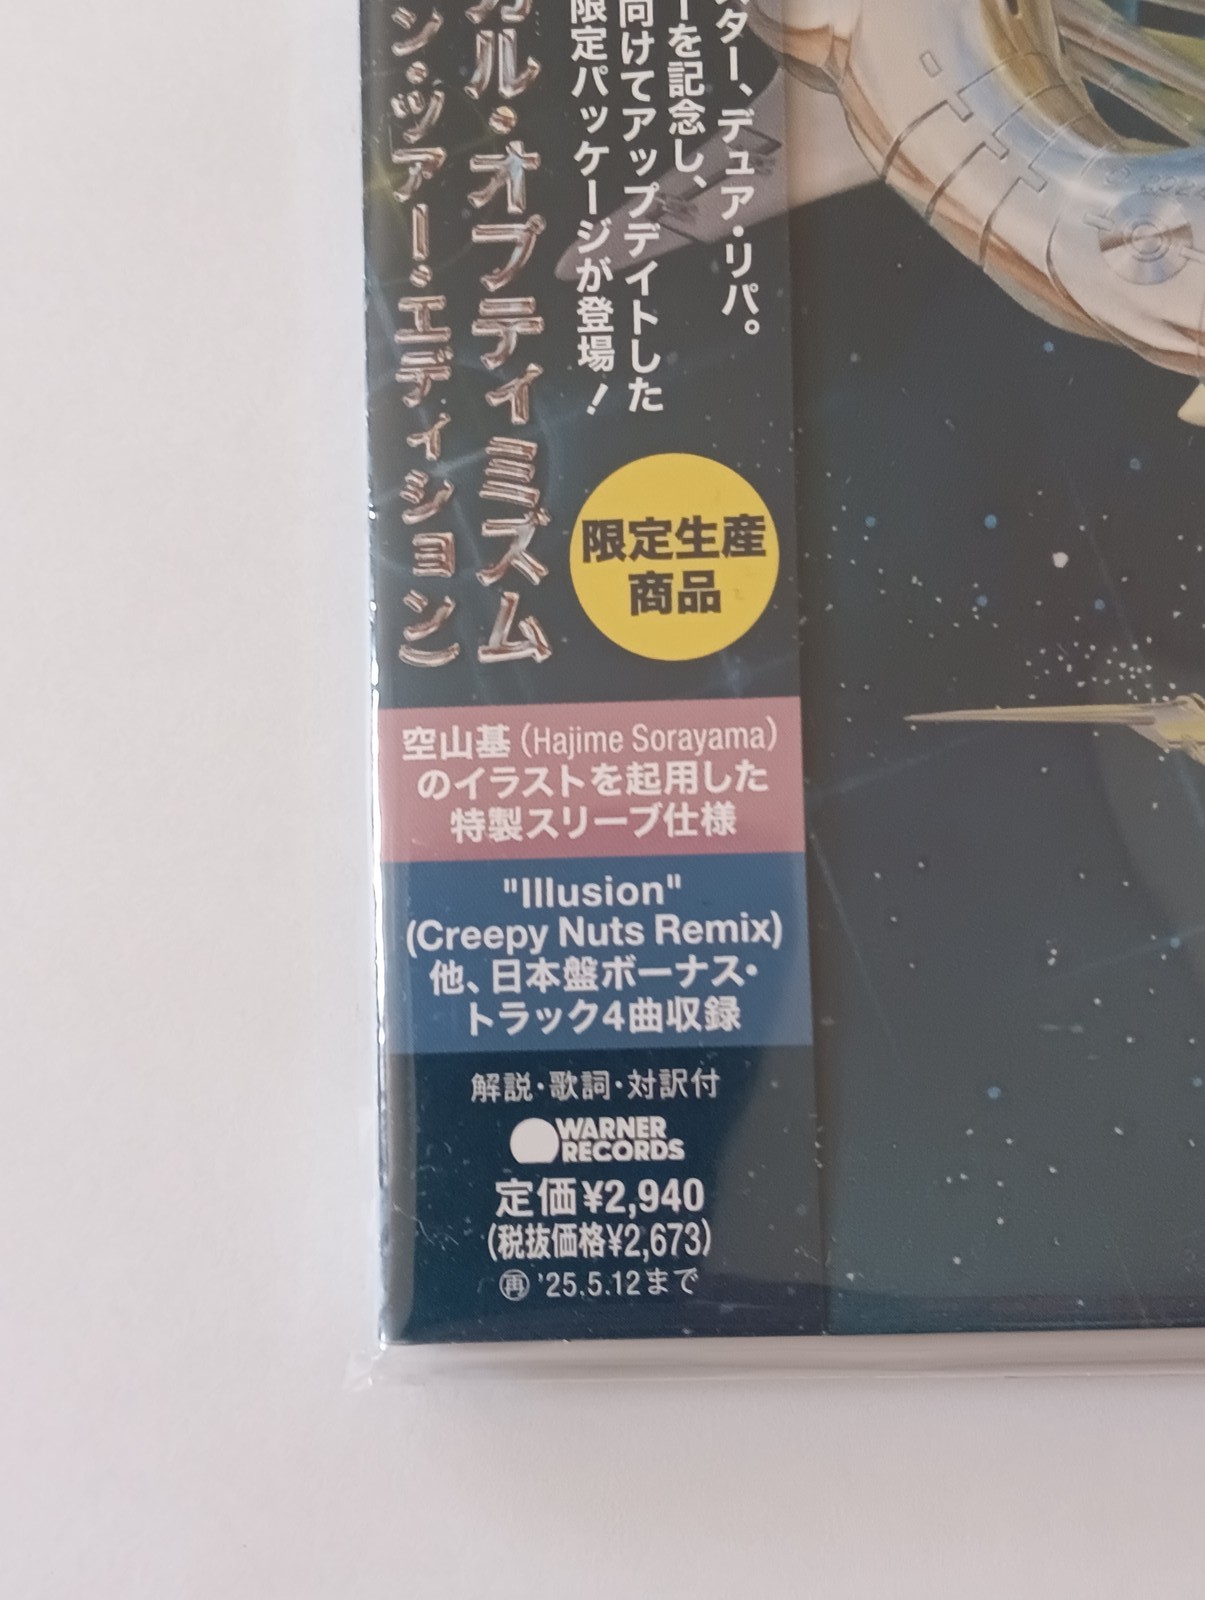 スター、デュア・リパ。
ーを記念し、
向けてアップデイトした
限定パッケージが登場！
カル・オプティミズム
ン・ツアー・エディション）
限定生産
商品
空山基（Hajime Sorayama）
のイラストを起用した
特製スリーブ仕様
"Illusion"
(Creepy Nuts Remix)
他、日本盤ボーナス・
トラック4曲収録
解説・歌詞・対訳付
WARNER
RECORDS
定価¥2,940
(税抜価格¥2,673)
再 '25.5.12まで